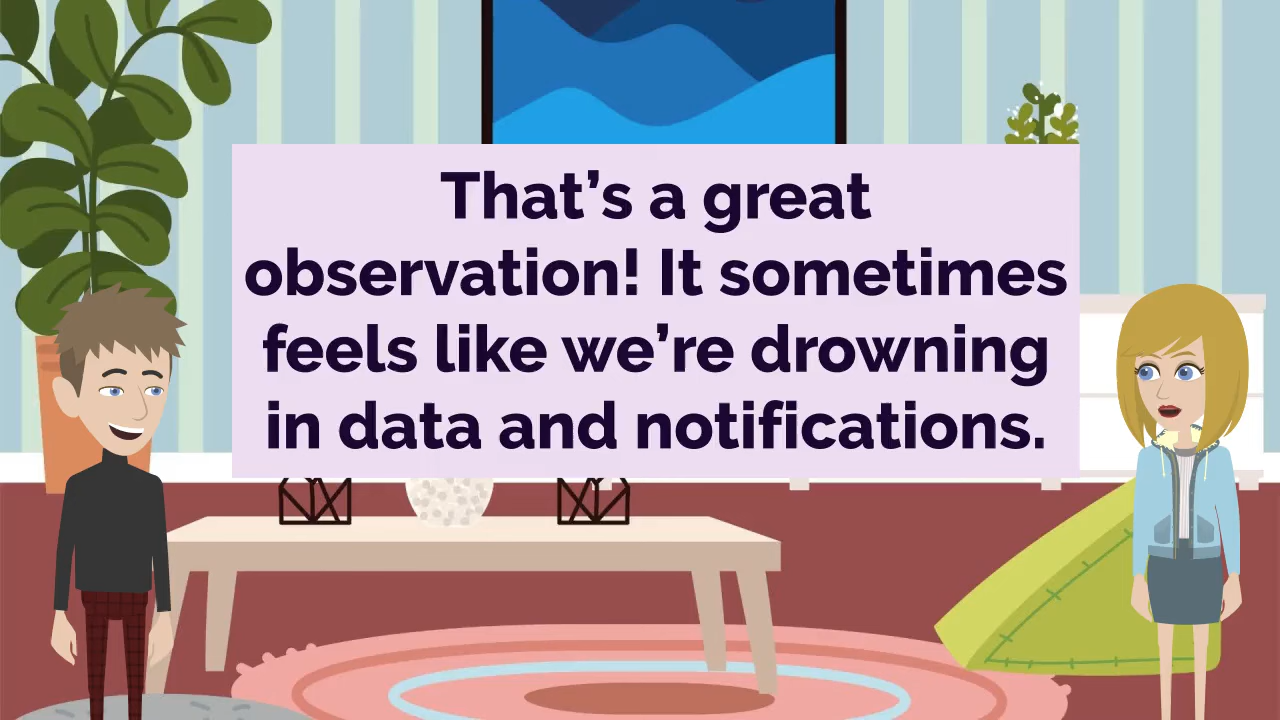 That’s a great
observation! It sometimes
feels like we’re drowning
in data and notifications.